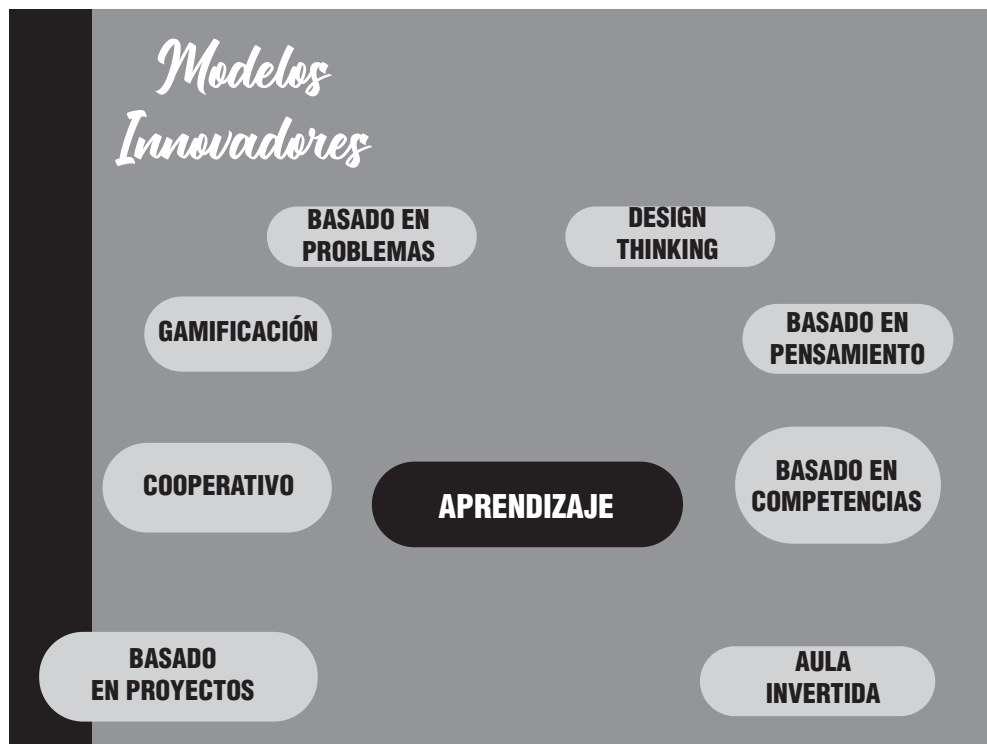 Modelos
Innovadores
BASADO EN
PROBLEMAS
DESIGN
THINKING
GAMIFICACIÓN
BASADO EN
PENSAMIENTO
COOPERATIVO
APRENDIZAJE
BASADO EN
COMPETENCIAS
BASADO
EN PROYECTOS
AULA
INVERTIDA